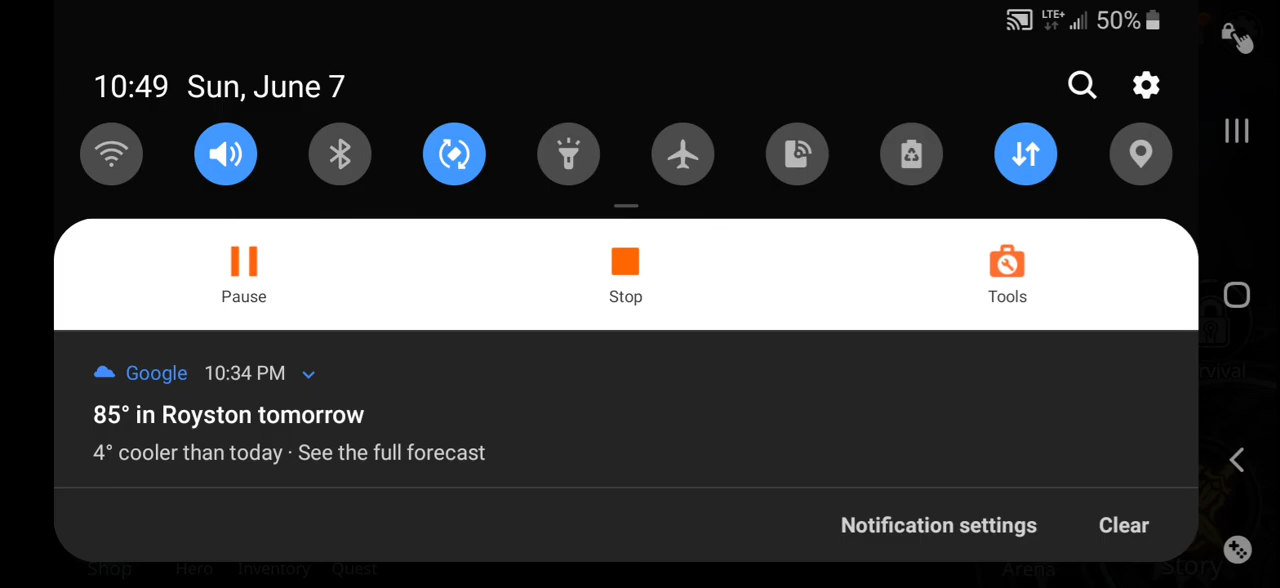 LTE+ 50%
10:49 Sun, June 7
Pause Stop Tools
Google 10:34 PM
85° in Royston tomorrow
4° cooler than today · See the full forecast
Notification settings Clear
Shop Hero Inventory Quest Arena Story